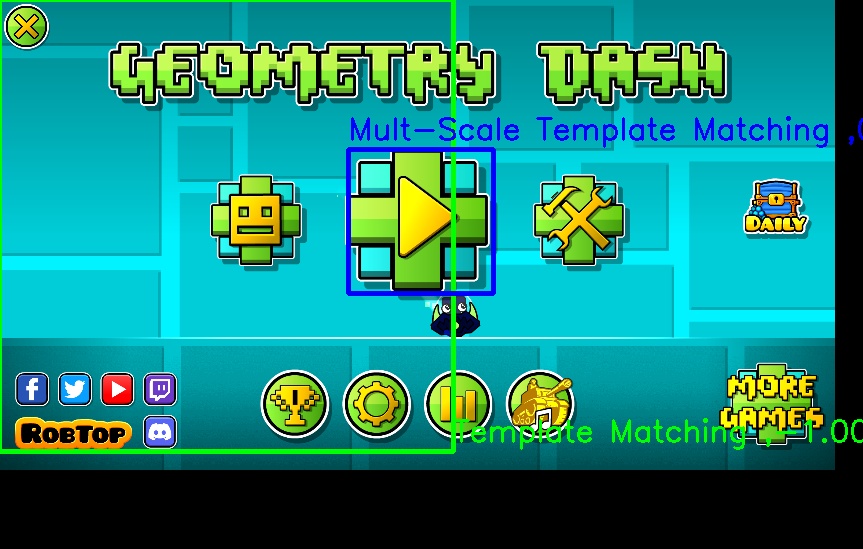 GEOMETRY DASH
Mult-Scale Template Matching ,0
DAILY
MORE
GAMES
ROBTOP
Template Matching , -1.00